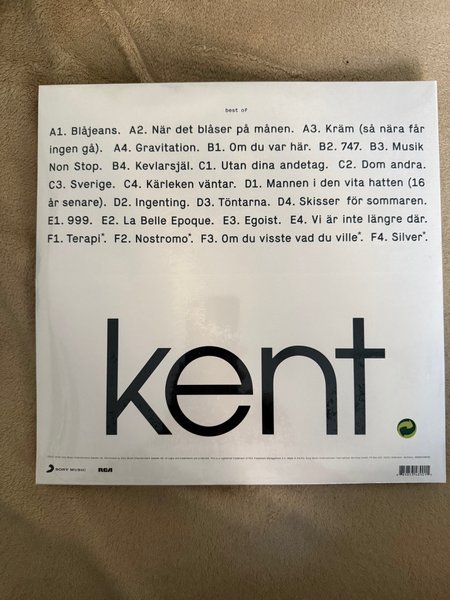 best of
A1. Blåjeans. A2. När det blåser på månen. A3. Kräm (så nära får
ingen gå). A4. Gravitation. B1. Om du var här. B2. 747. B3. Musik
Non Stop. B4. Kevlarsjäl. C1. Utan dina andetag. C2. Dom andra.
C3. Sverige. C4. Kärleken väntar. D1. Mannen i den vita hatten (16
år senare). D2. Ingenting. D3. Töntarna. D4. Skisser för sommaren.
E1. 999. E2. La Belle Epoque. E3. Egoist. E4. Vi är inte längre där.
F1. Terapi*. F2. Nostromo*. F3. Om du visste vad du ville*. F4. Silver*.
kent
SONY MUSIC RCA